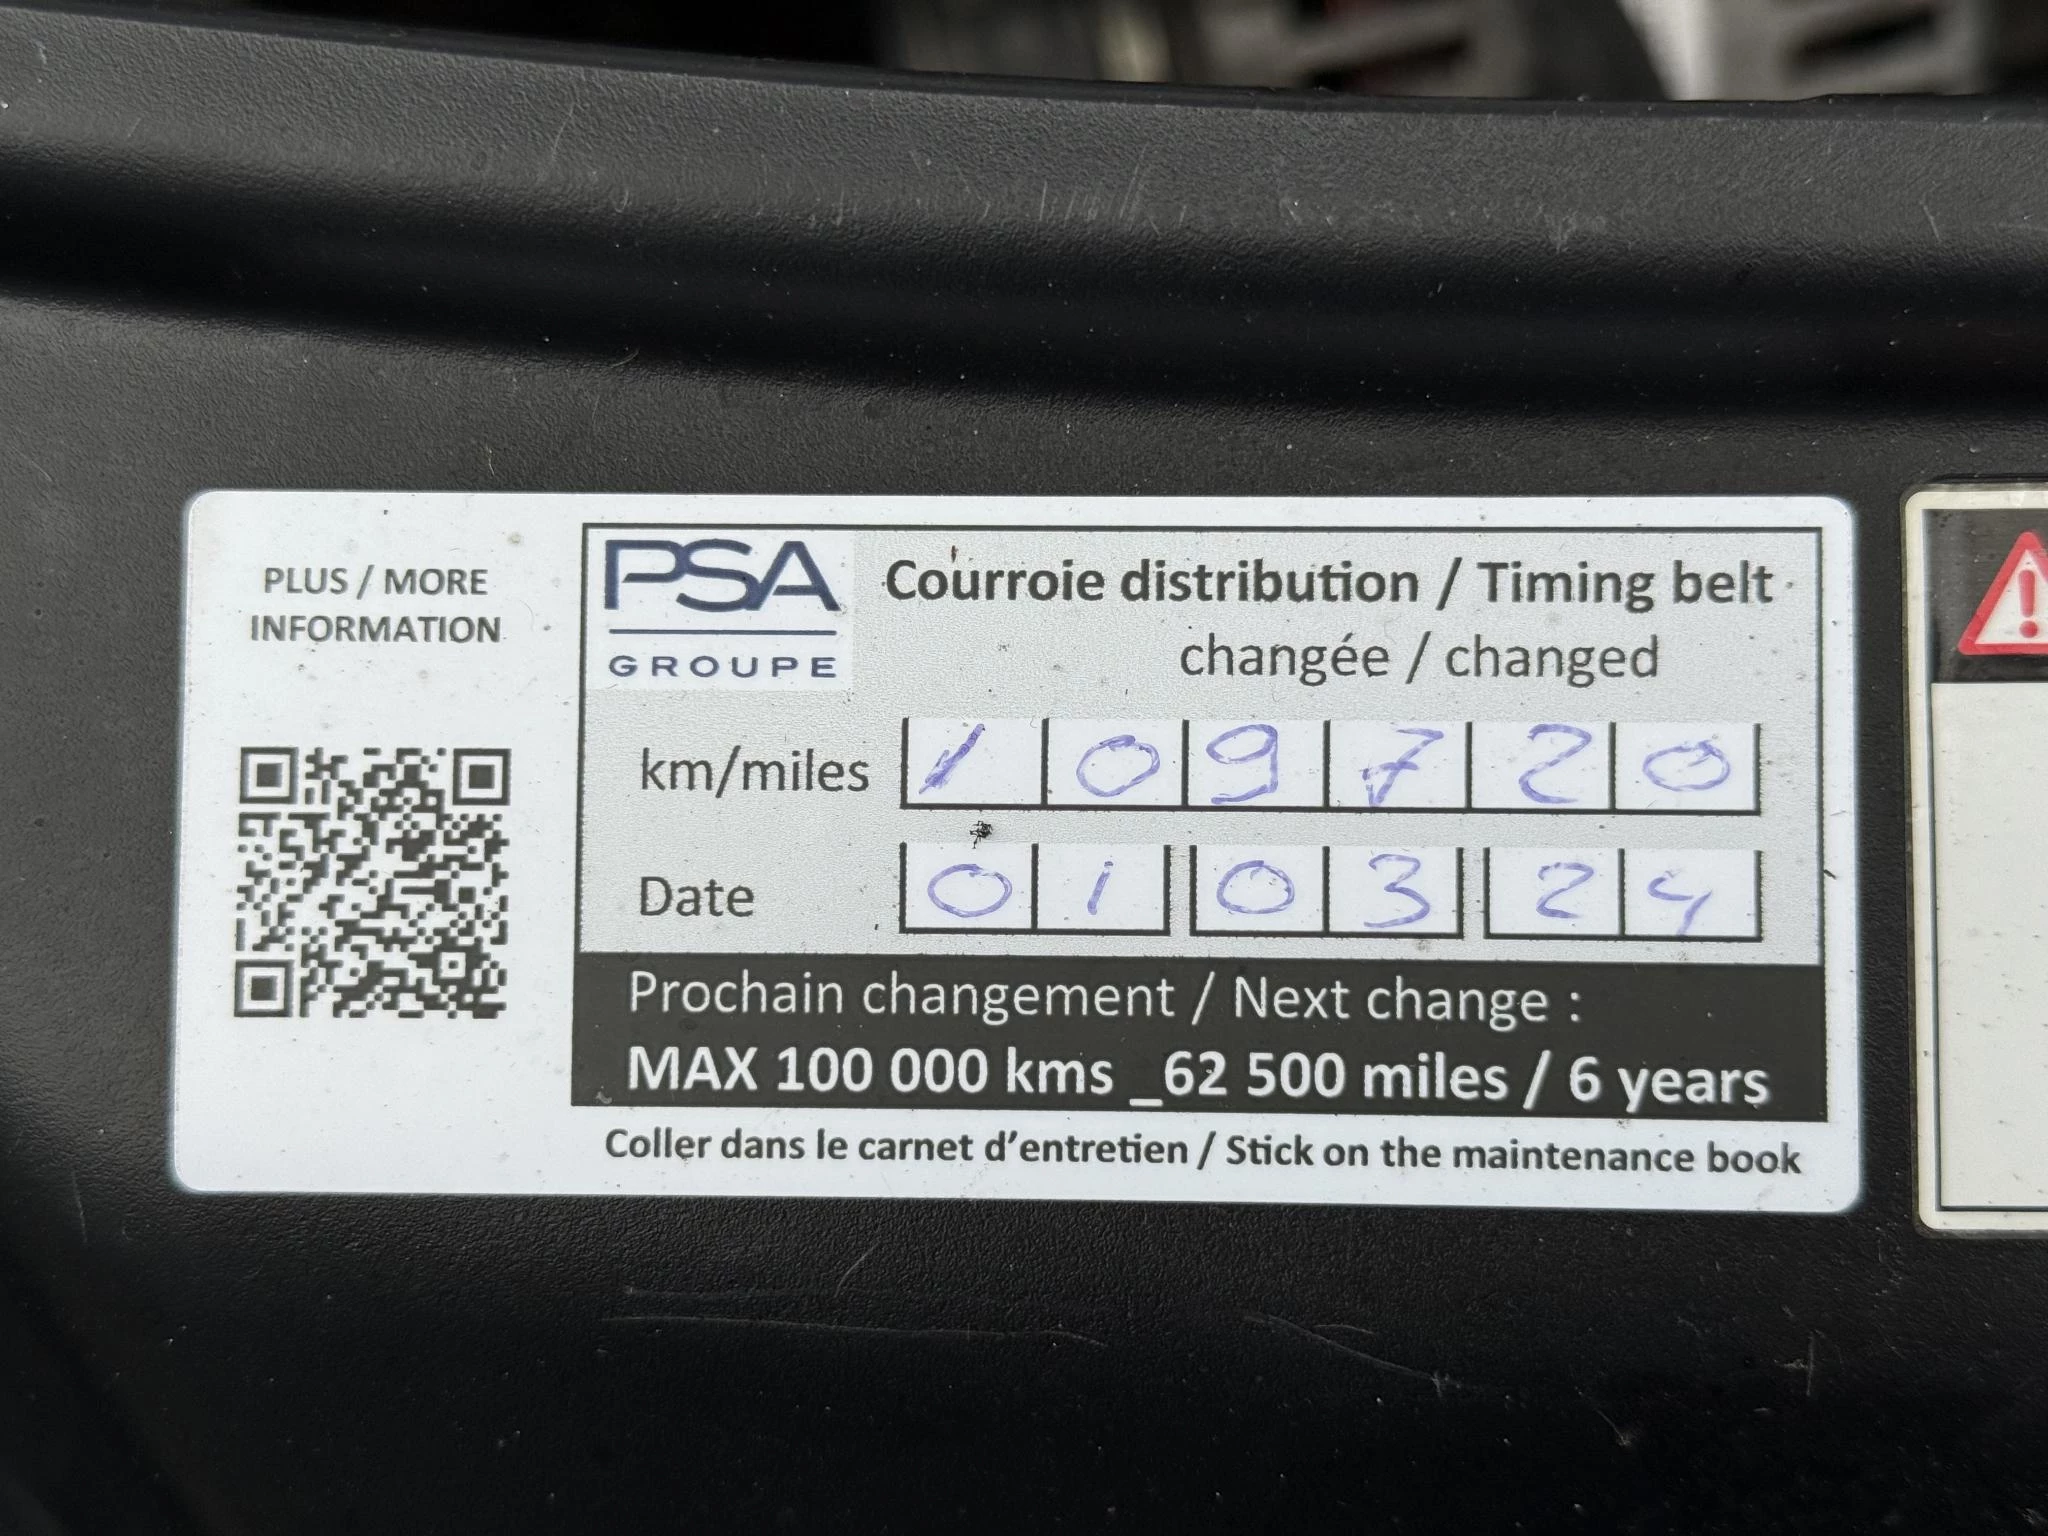 PLUS / MORE
INFORMATION
PSA
GROUPE
Courroie distribution / Timing belt
changée / changed
km/miles 1 0 9 7 2 0
Date 0 1 0 3 2 4
Prochain changement / Next change :
MAX 100 000 kms _62 500 miles / 6 years
Coller dans le carnet d'entretien / Stick on the maintenance book